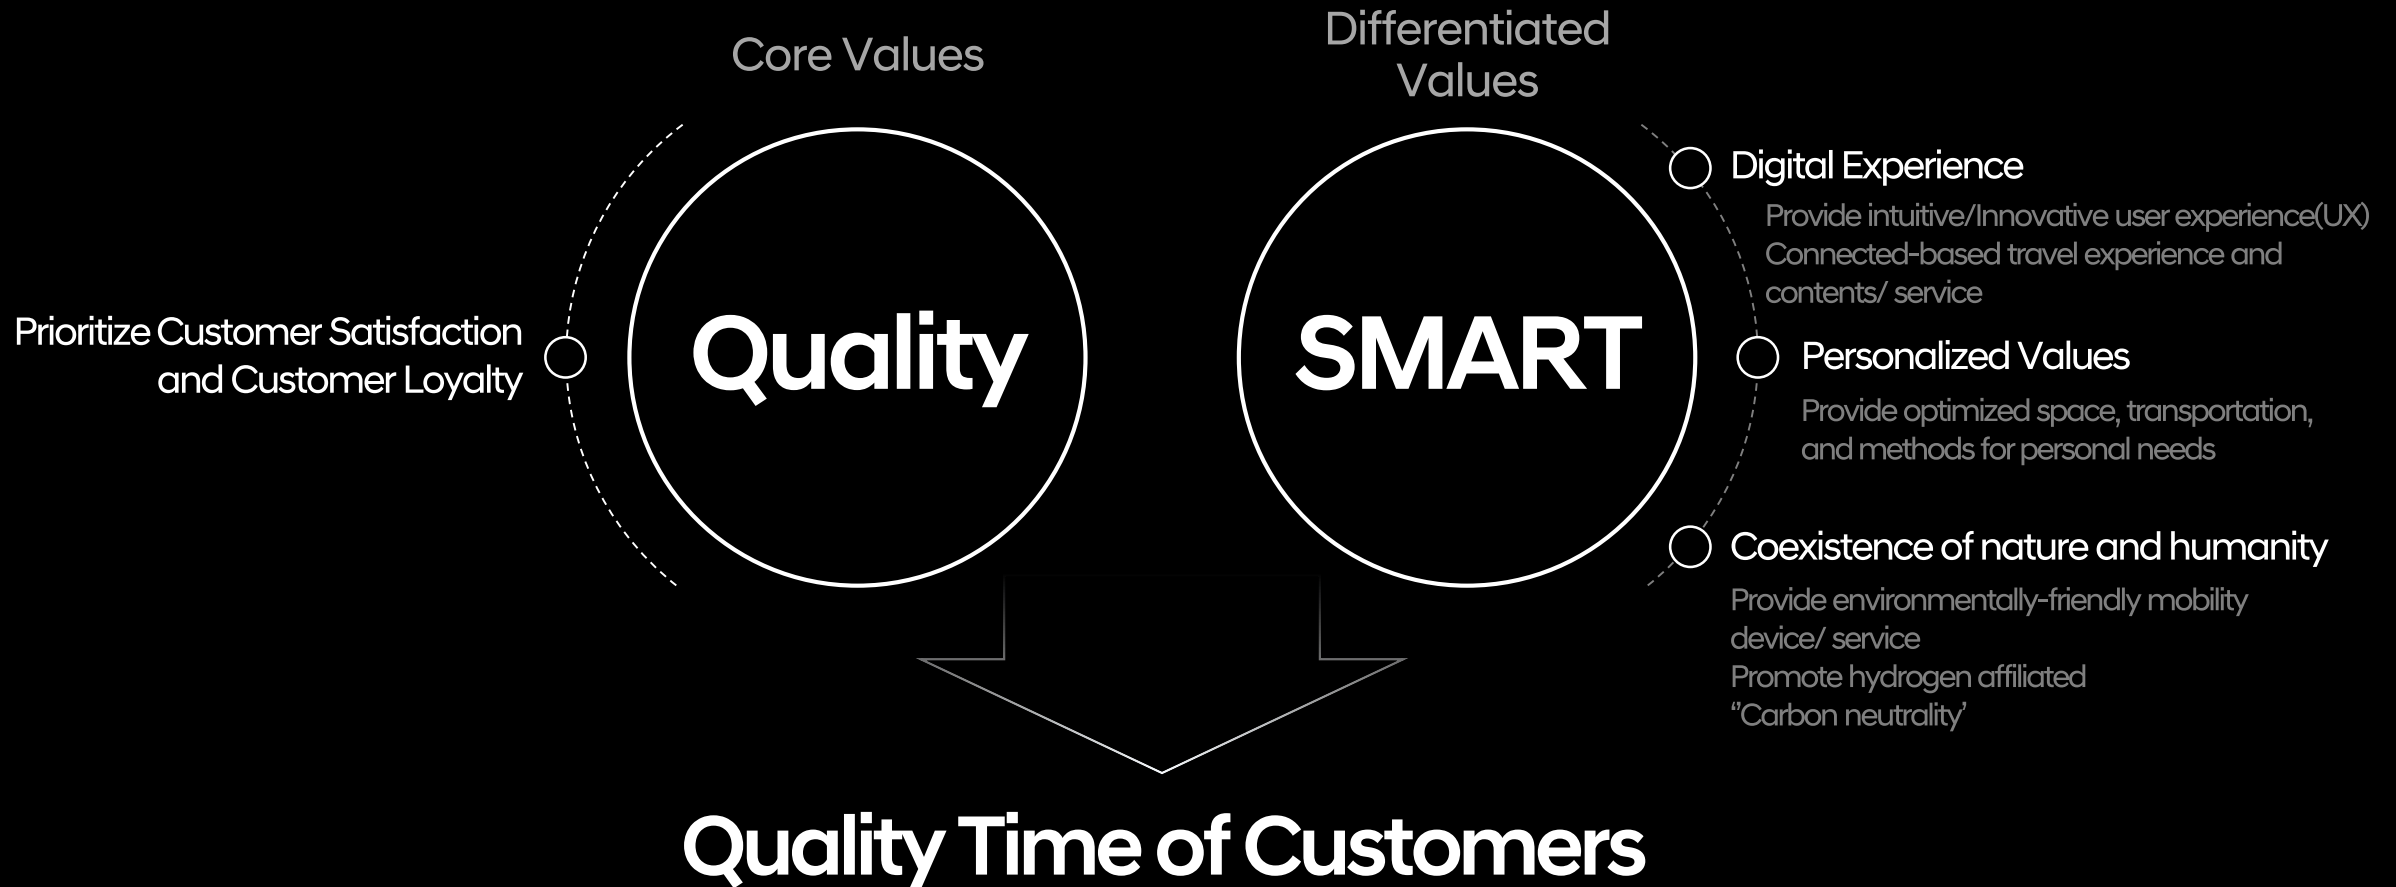 Core Values
Differentiated
Values
Prioritize Customer Satisfaction
and Customer Loyalty
Quality
SMART
Digital Experience
Provide intuitive/Innovative user experience(UX)
Connected-based travel experience and
contents/ service
Personalized Values
Provide optimized space, transportation,
and methods for personal needs
Coexistence of nature and humanity
Provide environmentally-friendly mobility
device/ service
Promote hydrogen affiliated
‘’Carbon neutrality’
Quality Time of Customers